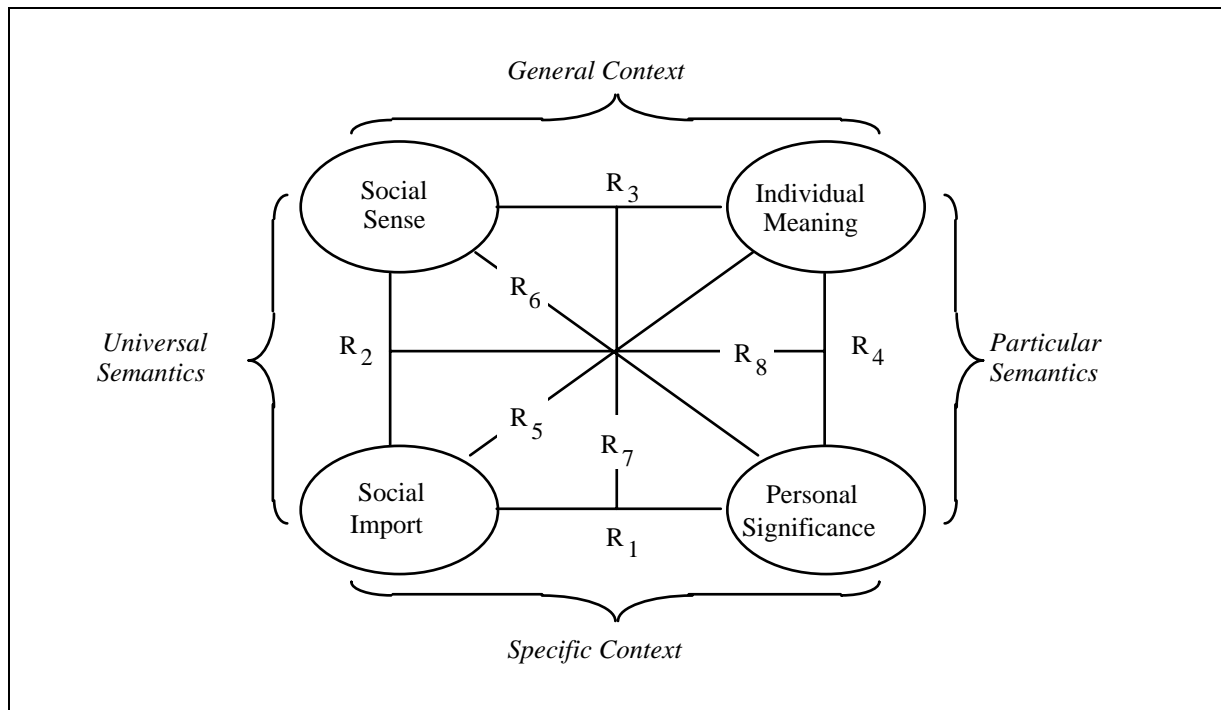 General Context
Social
Sense
R3
Individual
Meaning
R6
Universal
Semantics
R2
R8
R4
Particular
Semantics
R5
R7
Social
Import
Personal
Significance
R1
Specific Context